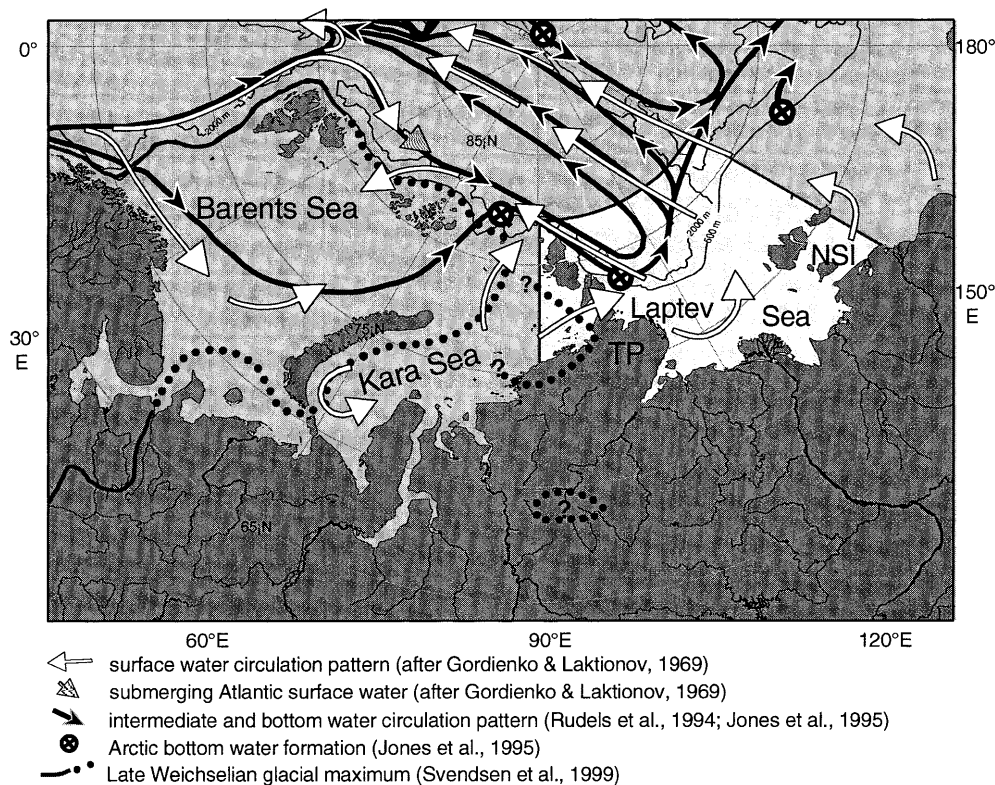 0°
180°
2000 m
85¡N
Barents Sea
2000 m
600 m
NSI
?
Laptev
Sea
150°
E
75¡N
30°
E
Kara Sea
?
TP
?
65¡N
60°E
90°E
120°E
surface water circulation pattern (after Gordienko & Laktionov, 1969)
submerging Atlantic surface water (after Gordienko & Laktionov, 1969)
intermediate and bottom water circulation pattern (Rudels et al., 1994; Jones et al., 1995)
Arctic bottom water formation (Jones et al., 1995)
Late Weichselian glacial maximum (Svendsen et al., 1999)